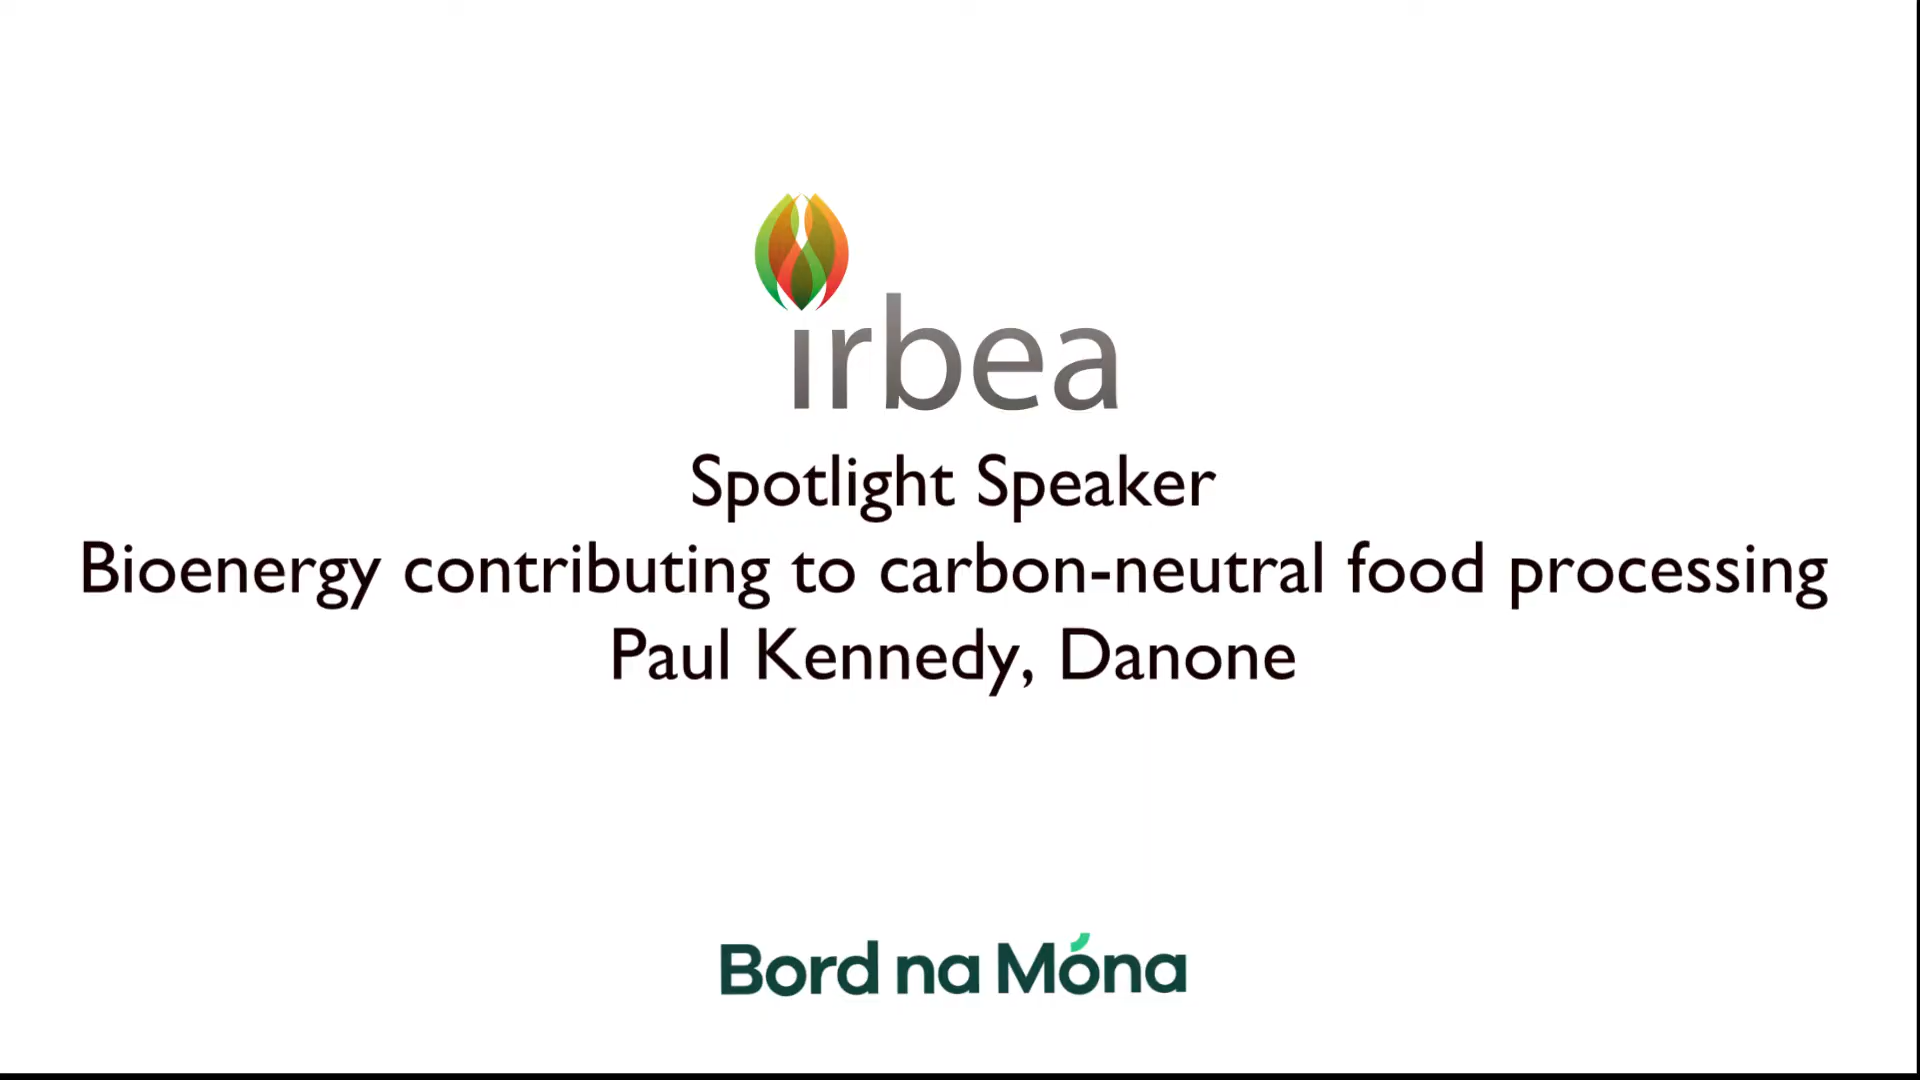 irbea
Spotlight Speaker
Bioenergy contributing to carbon-neutral food processing
Paul Kennedy, Danone
Bord na Móna